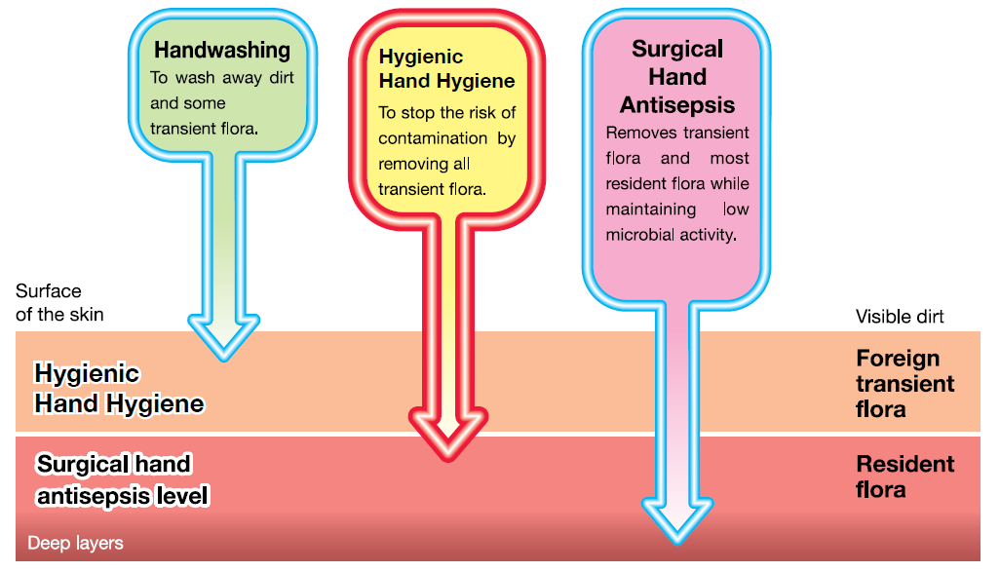 Handwashing
To wash away dirt
and some
transient flora.
Hygienic
Hand Hygiene
To stop the risk of
contamination by
removing all
transient flora.
Surgical
Hand
Antisepsis
Removes transient
flora and most
resident flora while
maintaining low
microbial activity.
Surface
of the skin
Visible dirt
Hygienic
Hand Hygiene
Foreign
transient
flora
Surgical hand
antisepsis level
Resident
flora
Deep layers